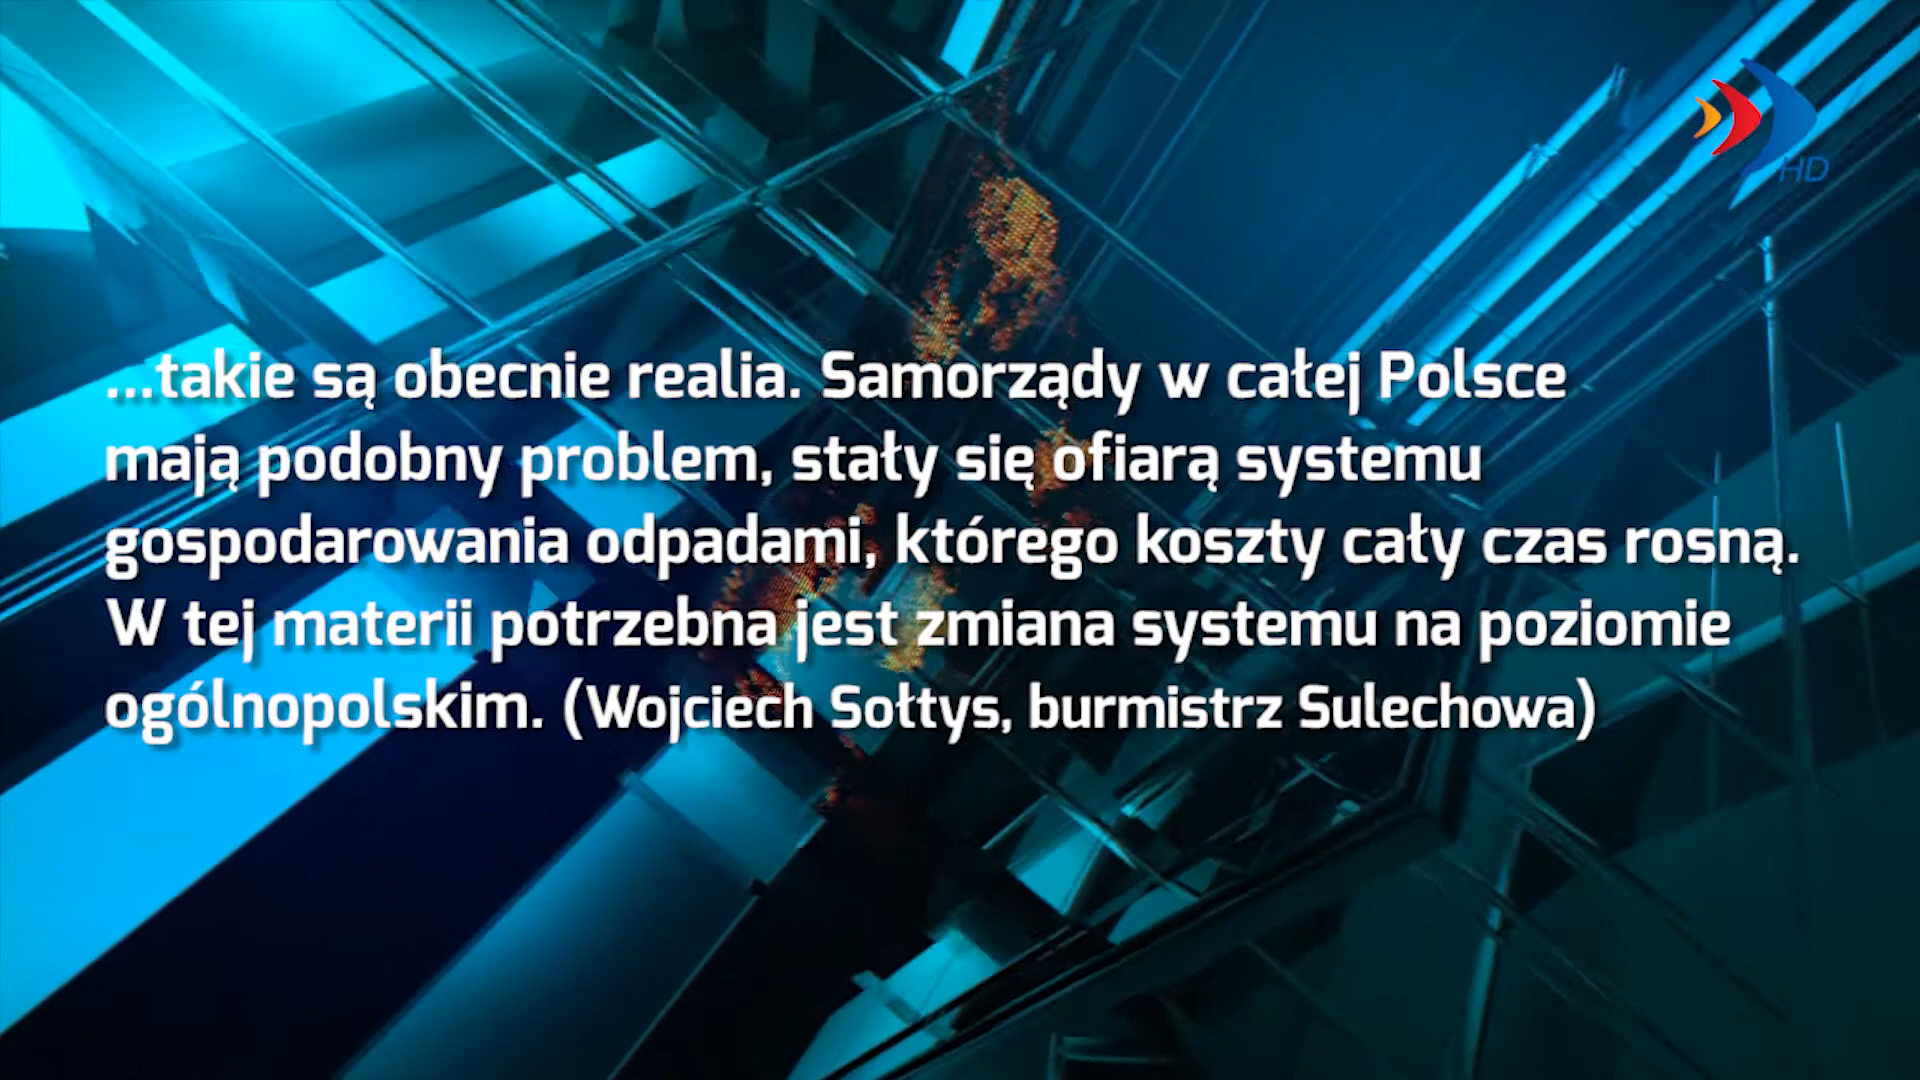 ...takie są obecnie realia. Samorządy w całej Polsce
mają podobny problem, stały się ofiarą systemu
gospodarowania odpadami, którego koszty cały czas rosną.
W tej materii potrzebna jest zmiana systemu na poziomie
ogólnopolskim. (Wojciech Sołtys, burmistrz Sulechowa)
HD